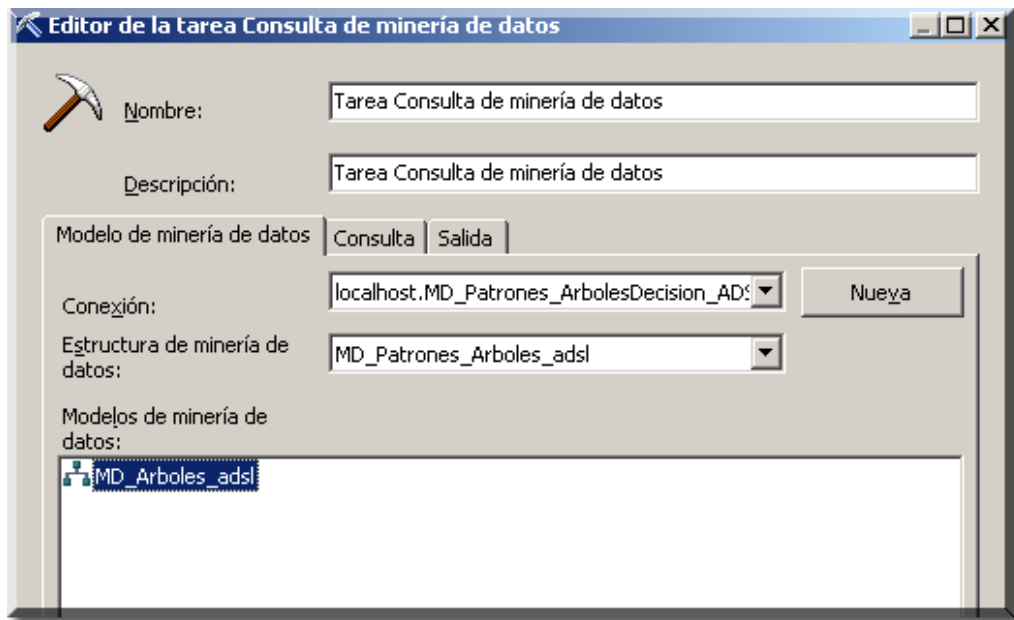 Editor de la tarea Consulta de minería de datos
Nombre:
Tarea Consulta de minería de datos
Descripción:
Tarea Consulta de minería de datos
Modelo de minería de datos
Consulta
Salida
Conexión:
localhost.MD_Patrones_ArbolesDecision_ADS
Nueva
Estructura de minería de
datos:
MD_Patrones_Arboles_adsl
Modelos de minería de
datos:
MD_Arboles_adsl